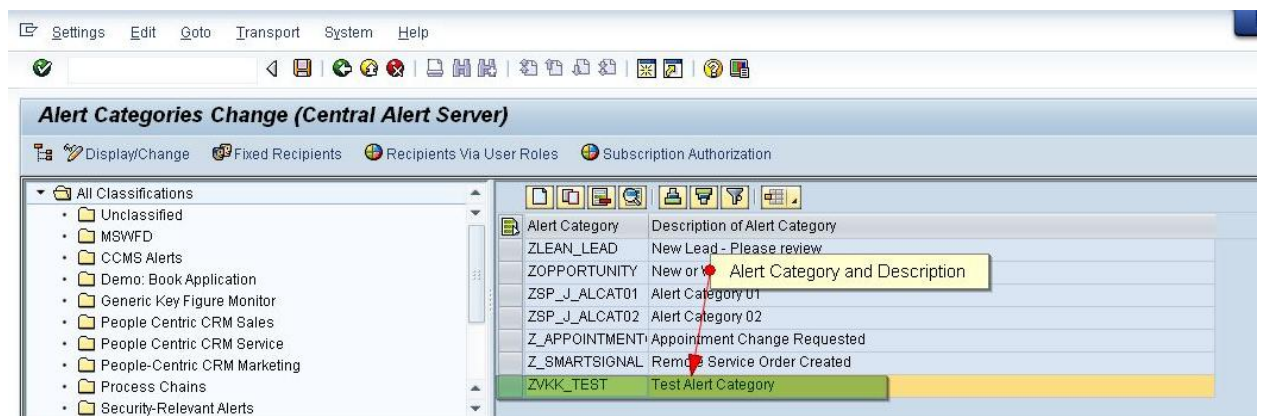 Settings Edit Goto Transport System Help
Alert Categories Change (Central Alert Server)
Display/Change Fixed Recipients Recipients Via User Roles Subscription Authorization
All Classifications
Unclassified
MSWFD
CCMS Alerts
Demo: Book Application
Generic Key Figure Monitor
People Centric CRM Sales
People Centric CRM Service
People-Centric CRM Marketing
Process Chains
Security-Relevant Alerts
Alert Category Description of Alert Category
ZLEAN_LEAD New Lead - Please review
ZOPPORTUNITY New or
Alert Category and Description
ZSP_J_ALCAT01 Alert Category 01
ZSP_J_ALCAT02 Alert Category 02
Z_APPOINTMENT Appointment Change Requested
Z_SMARTSIGNAL Remote Service Order Created
ZVKK_TEST Test Alert Category